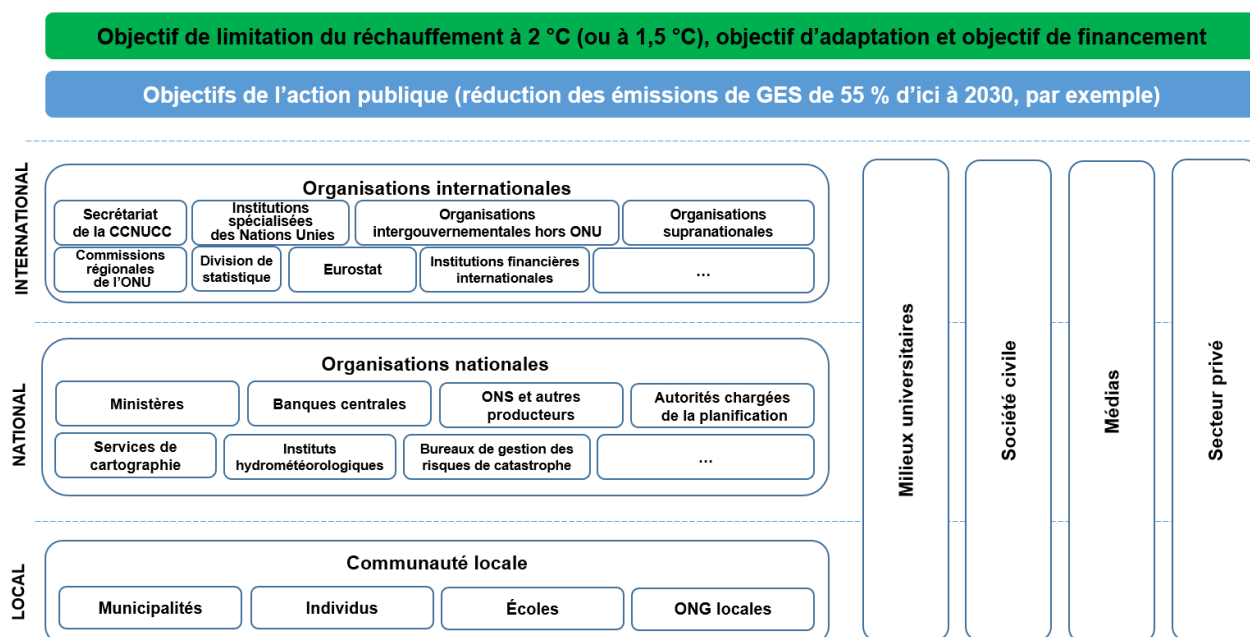 Objectif de limitation du réchauffement à 2 °C (ou à 1,5 °C), objectif d’adaptation et objectif de financement
Objectifs de l’action publique (réduction des émissions de GES de 55 % d’ici à 2030, par exemple)
INTERNATIONAL
Organisations internationales
Secrétariat
de la CCNUCC
Institutions
spécialisées
des Nations Unies
Organisations
intergouvernementales hors ONU
Organisations
supranationales
Commissions
régionales
de l’ONU
Division de
statistique
Eurostat
Institutions financières
internationales
...
NATIONAL
Organisations nationales
Ministères
Banques centrales
ONS et autres
producteurs
Autorités chargées
de la planification
Services de
cartographie
Instituts
hydrométéorologiques
Bureaux de gestion des
risques de catastrophe
...
LOCAL
Communauté locale
Municipalités
Individus
Écoles
ONG locales
Milieux universitaires
Société civile
Médias
Secteur privé